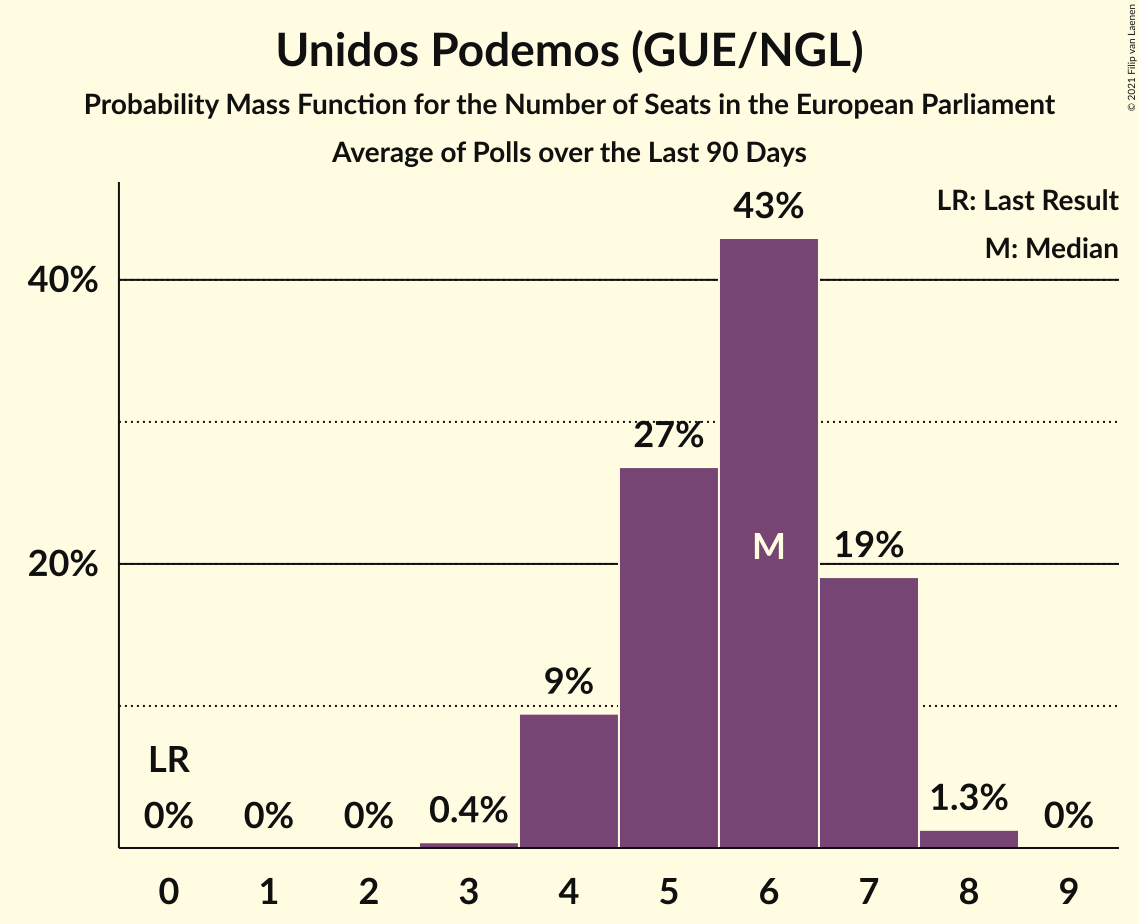 © 2021 Filip van Laenen
Unidos Podemos (GUE/NGL)
Probability Mass Function for the Number of Seats in the European Parliament
Average of Polls over the Last 90 Days
LR: Last Result
M: Median
43%
40%
27%
M
19%
20%
9%
LR
0% 0% 0% 0.4% 1.3% 0%
0 1 2 3 4 5 6 7 8 9